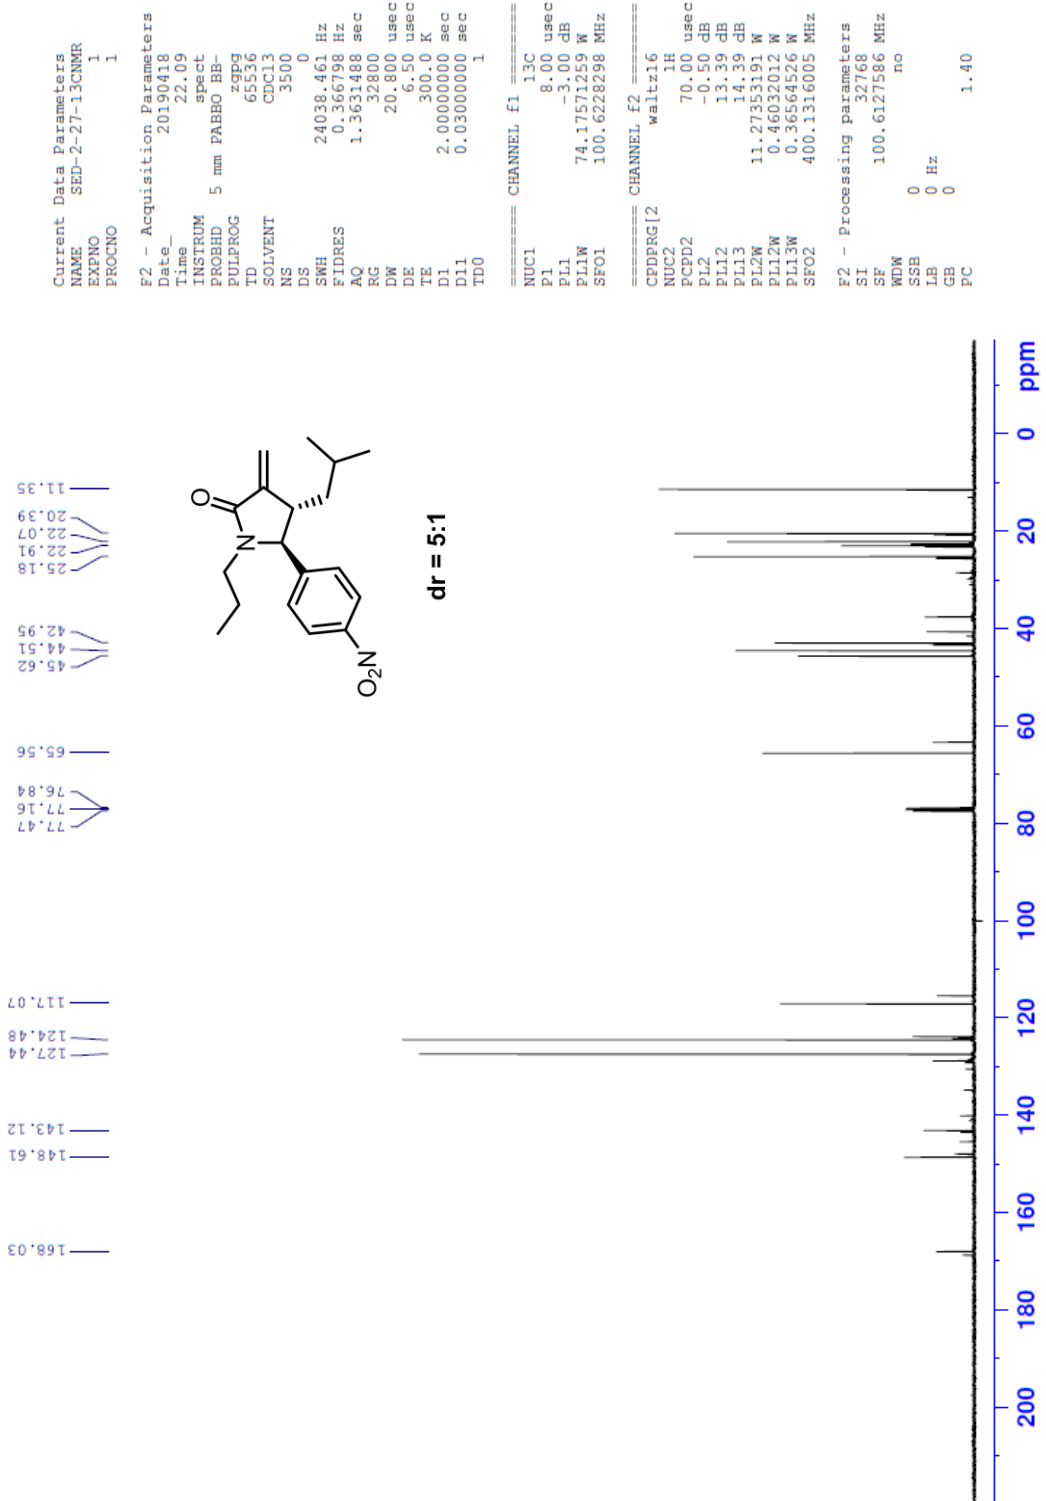 Current Data Parameters
NAME SED-2-27-13CNMR
EXPNO 1
PROCNO 1
F2 - Acquisition Parameters
Date_ 20190418
Time 22.09
INSTRUM spect
PROBHD 5 mm PABBO BB-
PULPROG zgpg
TD 65536
SOLVENT CDCl3
NS 3500
DS 0
SWH 24038.461 Hz
FIDRES 0.366798 Hz
AQ 1.3631488 sec
RG 32800
DW 20.800 usec
DE 6.50 usec
TE 300.0 K
D1 2.00000000 sec
D11 0.03000000 sec
TD0 1
======== CHANNEL f1 ========
NUC1 13C
P1 8.00 usec
PL1 -3.00 dB
PL1W 74.17571259 W
SFO1 100.6228298 MHz
======== CHANNEL f2 ========
CPDPRG[2 waltz16
NUC2 1H
PCPD2 70.00 usec
PL2 -0.50 dB
PL12 13.39 dB
PL13 14.39 dB
PL2W 11.27353191 W
PL12W 0.46032012 W
PL13W 0.36564526 W
SFO2 400.1316005 MHz
F2 - Processing parameters
SI 32768
SF 100.6127586 MHz
WDW no
SSB 0
LB 0 Hz
GB 0
PC 1.40
11.35
20.39
22.07
22.91
25.18
42.95
44.51
45.62
65.56
76.84
77.16
77.47
117.07
124.48
127.44
143.12
148.61
168.03
O
N
O2N
dr = 5:1
200 180 160 140 120 100 80 60 40 20 0 ppm